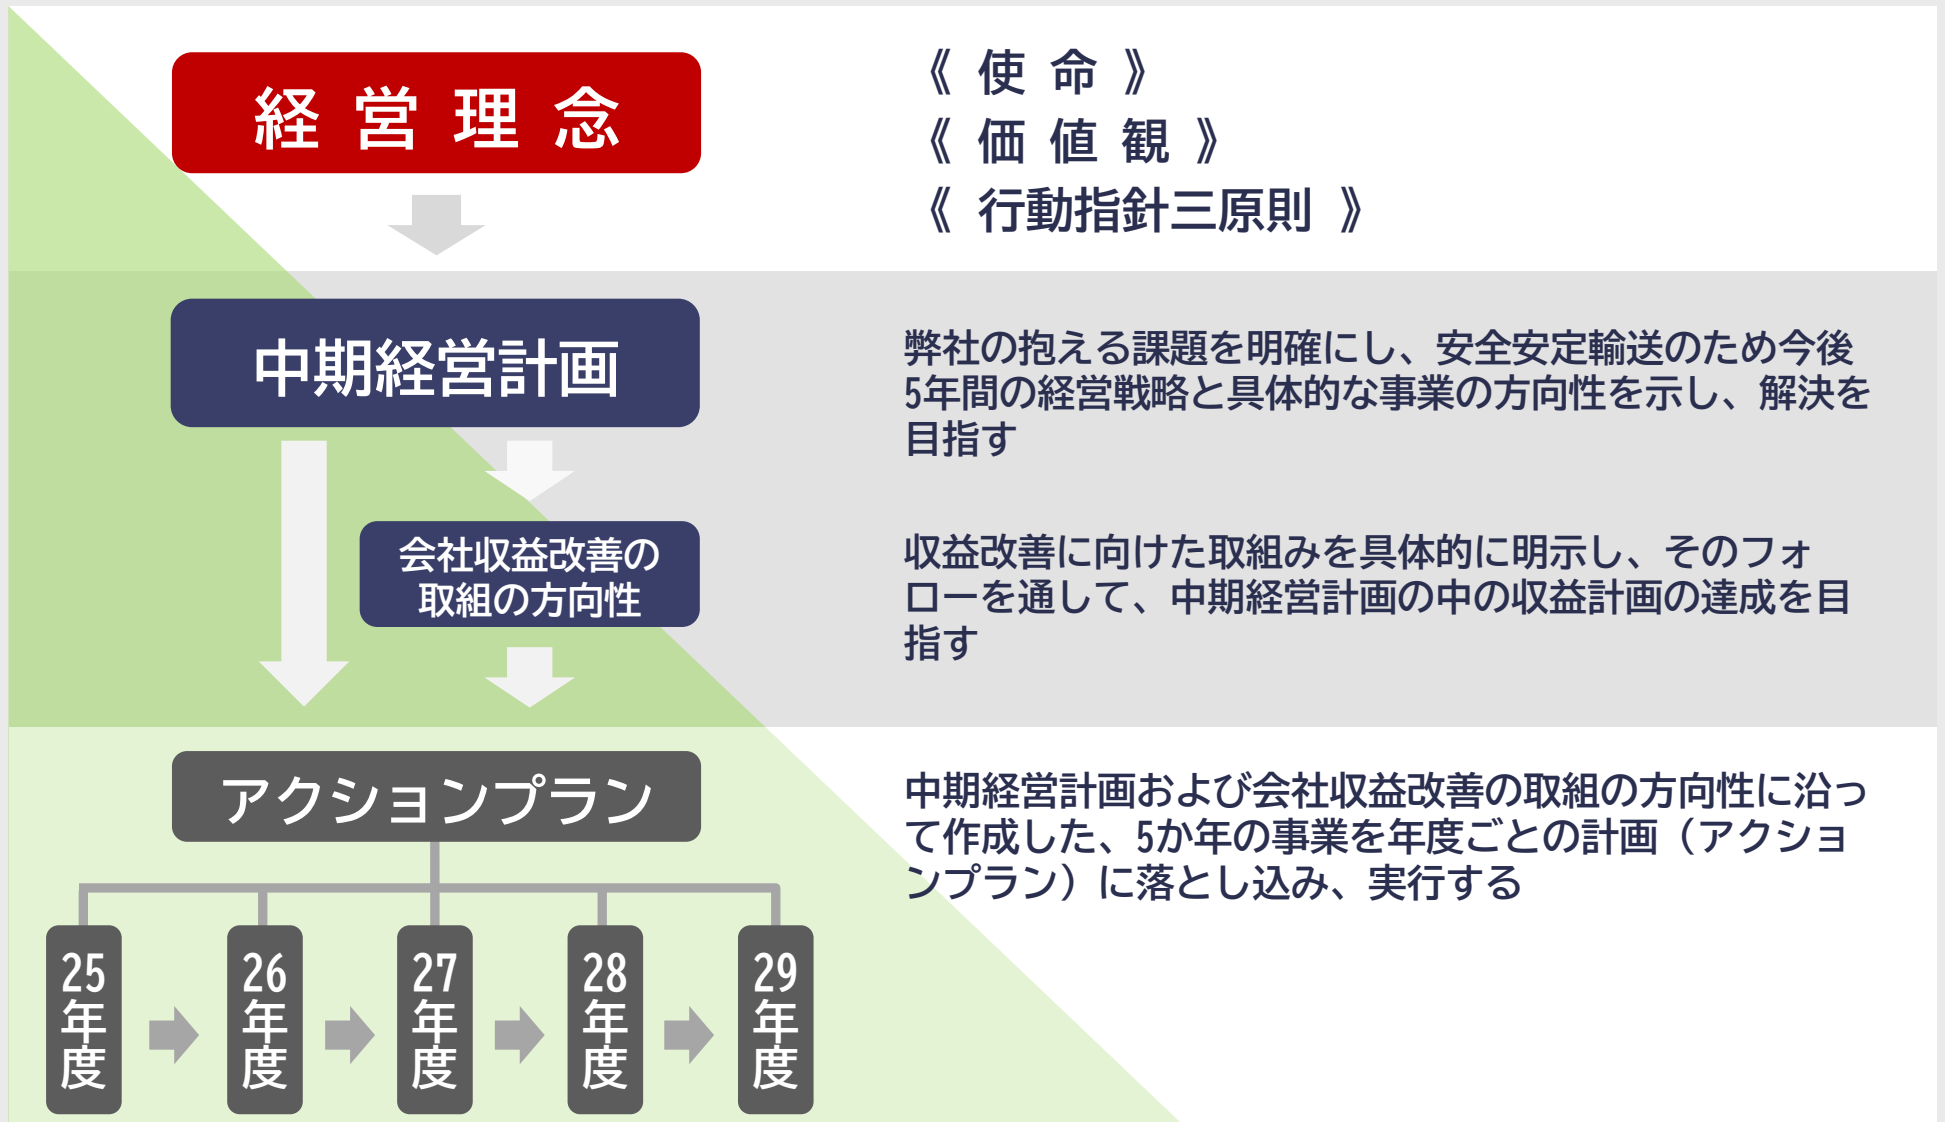 経 営 理 念
《 使 命 》
《 価 値 観 》
《 行動指針三原則 》
中期経営計画
弊社の抱える課題を明確にし、安全安定輸送のため今後
5年間の経営戦略と具体的な事業の方向性を示し、解決を
目指す
会社収益改善の
取組の方向性
収益改善に向けた取組みを具体的に明示し、そのフォ
ローを通して、中期経営計画の中の収益計画の達成を目
指す
アクションプラン
中期経営計画および会社収益改善の取組の方向性に沿っ
て作成した、5か年の事業を年度ごとの計画（アクショ
ンプラン）に落とし込み、実行する
25年度
26年度
27年度
28年度
29年度